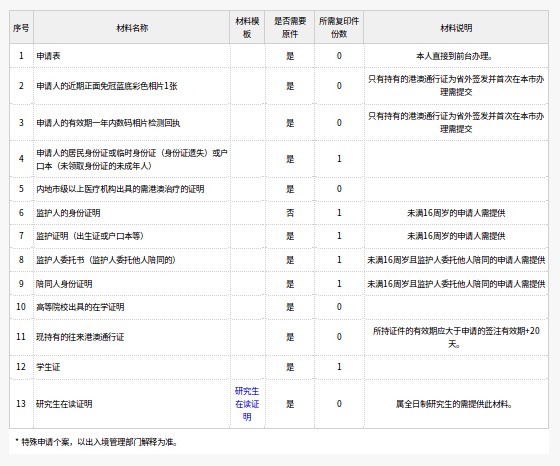 序号 材料名称 材料模板 是否需要原件 所需复印件份数 材料说明
1 申请表 是 0 本人直接到前台办理。
2 申请人的近期正面免冠蓝底彩色相片1张 是 0 只有持有的港澳通行证为省外签发并首次在本市办理需提交
3 申请人的有效期一年内数码相片检测回执 是 0 只有持有的港澳通行证为省外签发并首次在本市办理需提交
4 申请人的居民身份证或临时身份证（身份证遗失）或户口本（未领取身份证的未成年人） 是 1
5 内地市级以上医疗机构出具的需港澳治疗的证明 是 0
6 监护人的身份证明 否 1 未满16周岁的申请人需提供
7 监护证明（出生证或户口本等） 是 1 未满16周岁的申请人需提供
8 监护人委托书（监护人委托他人陪同的） 是 1 未满16周岁且监护人委托他人陪同的申请人需提供
9 陪同人身份证明 是 1 未满16周岁且监护人委托他人陪同的申请人需提供
10 高等院校出具的在学证明 是 0
11 现持有的往来港澳通行证 是 0 所持证件的有效期应大于申请的签注有效期+20天。
12 学生证 是 1
13 研究生在读证明 研究生在读证明 是 0 属全日制研究生的需提供此材料。
* 特殊申请个案，以出入境管理部门解释为准。